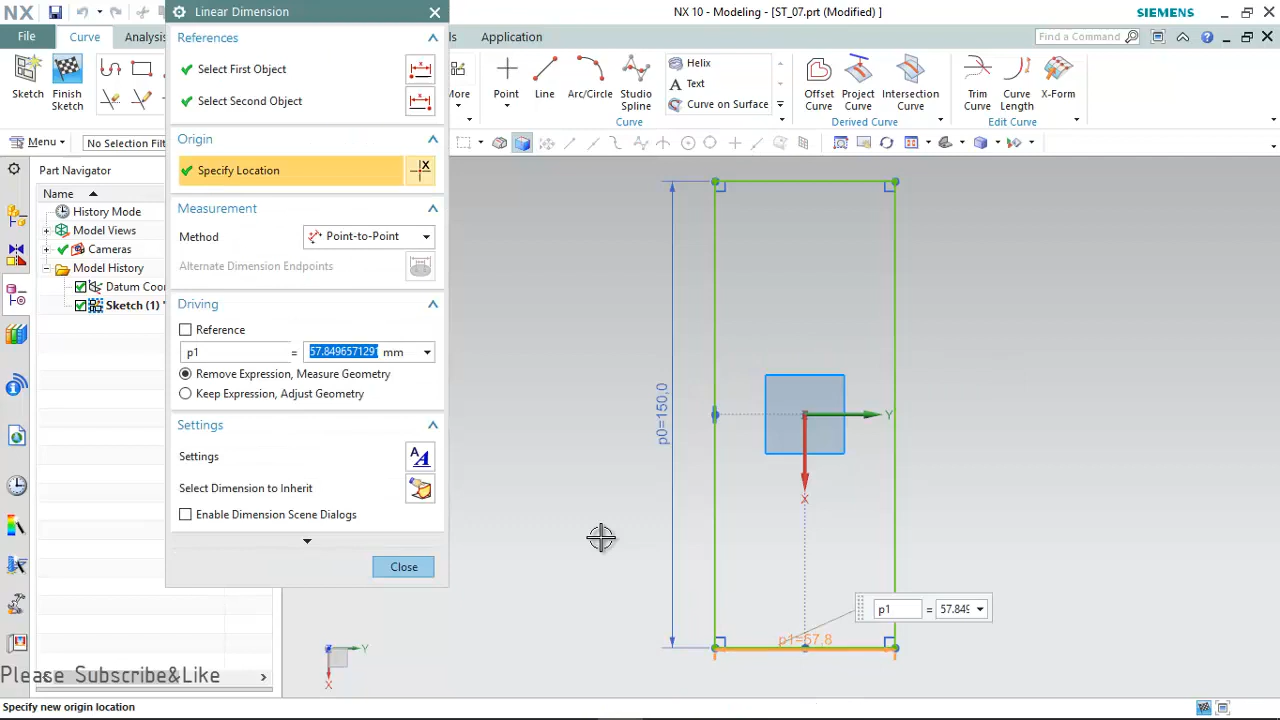 NX
Linear Dimension
NX 10 - Modeling - [ST_07.prt (Modified) ]
SIEMENS
File
Curve
Analysis
ls
Application
Find a Command
Sketch
Finish Sketch
More
Point
Line
Arc/Circle
Studio Spline
Helix
Text
Curve on Surface
Offset Curve
Project Curve
Intersection Curve
Trim Curve
Curve Length
X-Form
Curve
Derived Curve
Edit Curve
Menu
No Selection Filt
References
Select First Object
Select Second Object
Origin
Specify Location
Measurement
Method
Point-to-Point
Alternate Dimension Endpoints
Driving
Reference
p1 = 57.8496571291 mm
Remove Expression, Measure Geometry
Keep Expression, Adjust Geometry
Settings
Settings
Select Dimension to Inherit
Enable Dimension Scene Dialogs
Close
Part Navigator
Name
History Mode
Model Views
Cameras
Model History
Datum Coo
Sketch (1) "
p0=150,0
Y
X
p1 = 57.849
p1=57,8
Y
X
Please Subscribe&Like
Specify new origin location